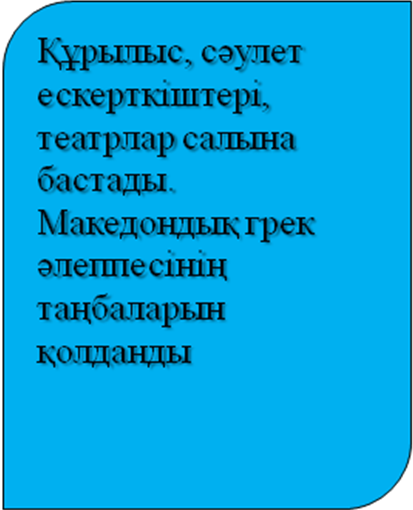 Құрылыс, сәулет
ескерткіштері,
театрлар салына
бастады.
Македондық грек
әлеппесінің
таңбаларын
қолданды